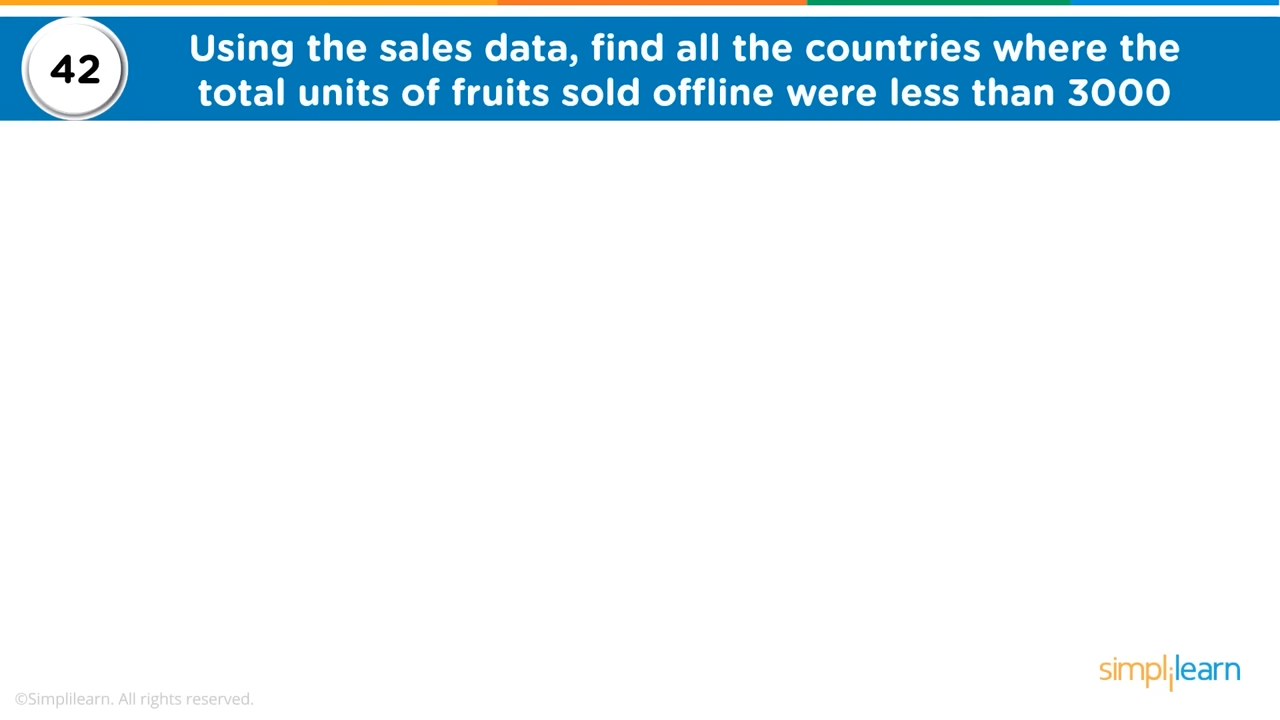 42
Using the sales data, find all the countries where the
total units of fruits sold offline were less than 3000
simplilearn
©Simplilearn. All rights reserved.